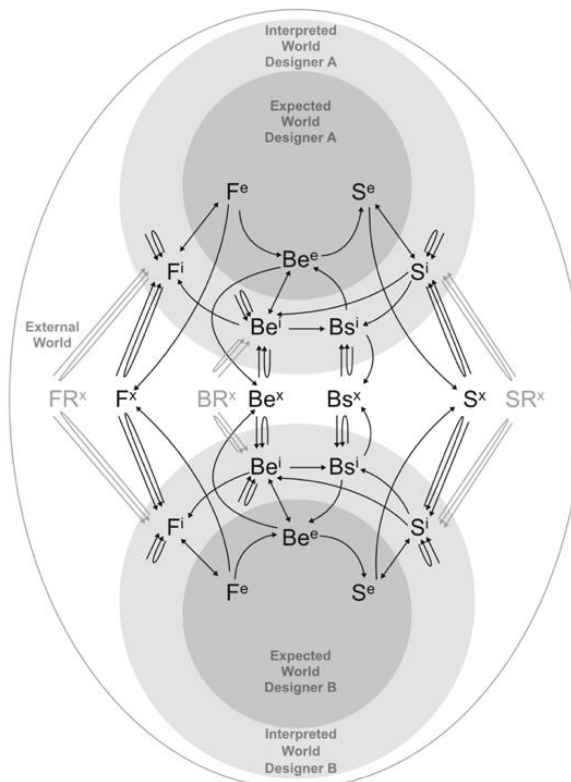 Interpreted
World
Designer A
Expected
World
Designer A
Fᵉ Sᵉ
Beᵉ
Fⁱ Sⁱ
External
World
Beⁱ Bsⁱ
FRˣ Fˣ BRˣ Beˣ Bsˣ Sˣ SRˣ
Beⁱ Bsⁱ
Fⁱ Sⁱ
Beᵉ
Fᵉ Sᵉ
Expected
World
Designer B
Interpreted
World
Designer B